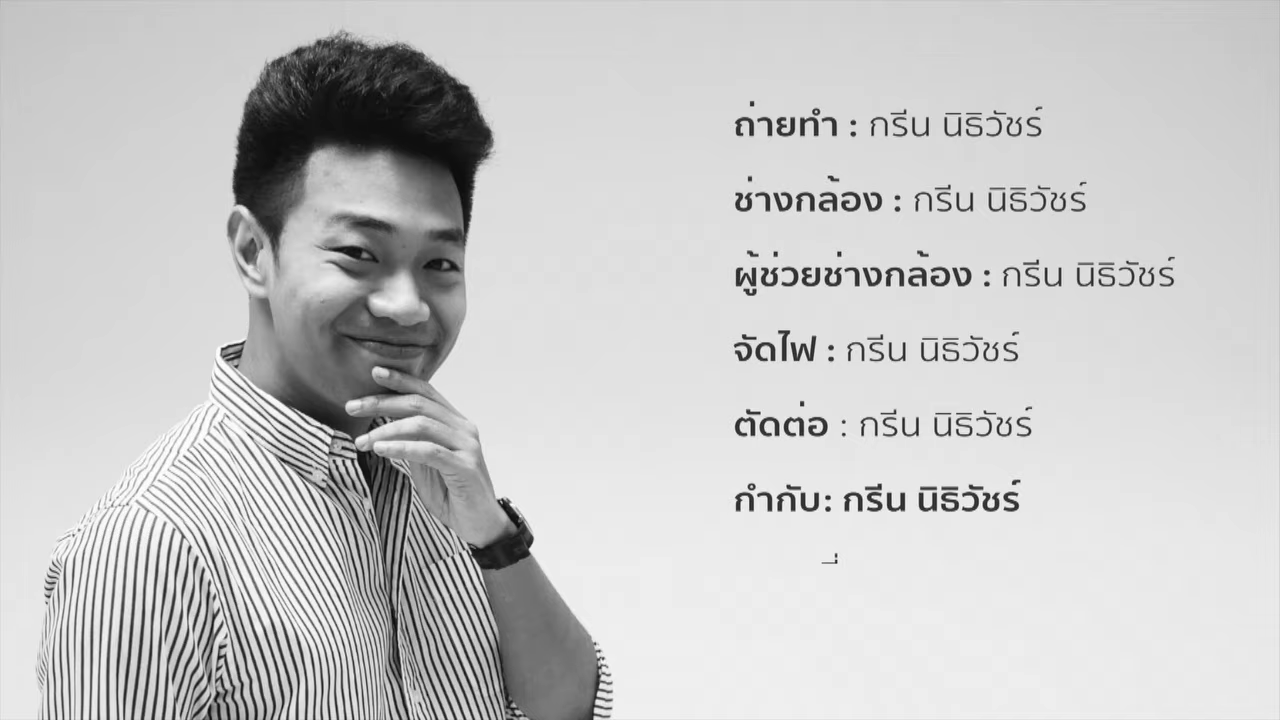 ถ่ายทำ : กรีน นิธิวัชร์
ช่างกล้อง : กรีน นิธิวัชร์
ผู้ช่วยช่างกล้อง : กรีน นิธิวัชร์
จัดไฟ : กรีน นิธิวัชร์
ตัดต่อ : กรีน นิธิวัชร์
กำกับ: กรีน นิธิวัชร์